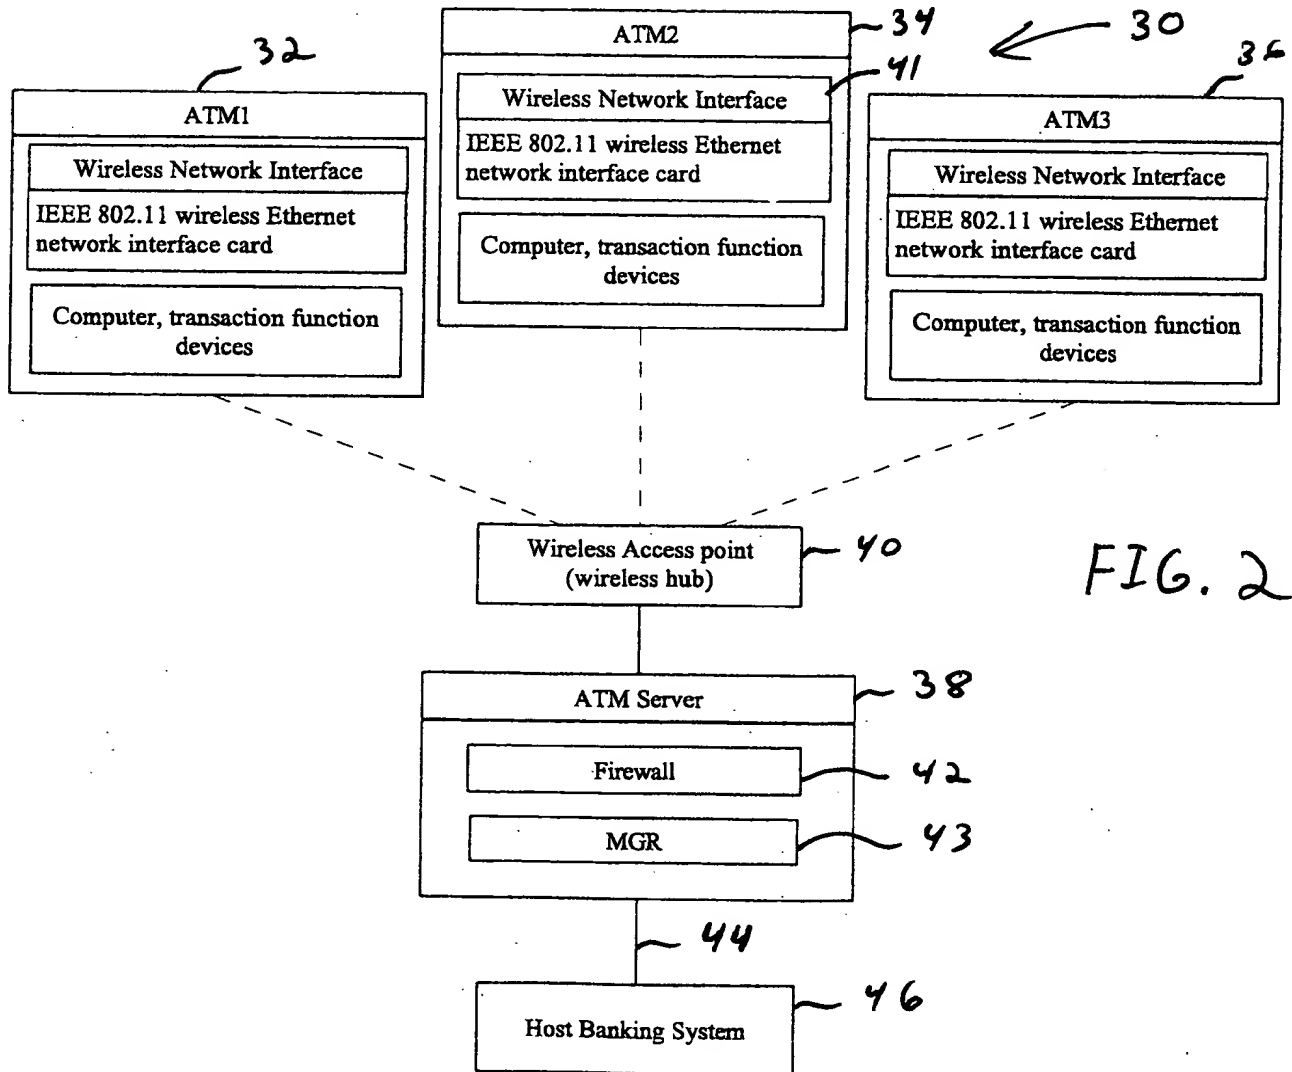 34
30
ATM2
32
41
36
ATM1
Wireless Network Interface
ATM3
IEEE 802.11 wireless Ethernet
network interface card
Wireless Network Interface
IEEE 802.11 wireless Ethernet
network interface card
Wireless Network Interface
IEEE 802.11 wireless Ethernet
network interface card
Computer, transaction function
devices
Computer, transaction function
devices
Computer, transaction function
devices
Wireless Access point
(wireless hub)
40
FIG. 2
ATM Server
38
Firewall
42
MGR
43
44
46
Host Banking System